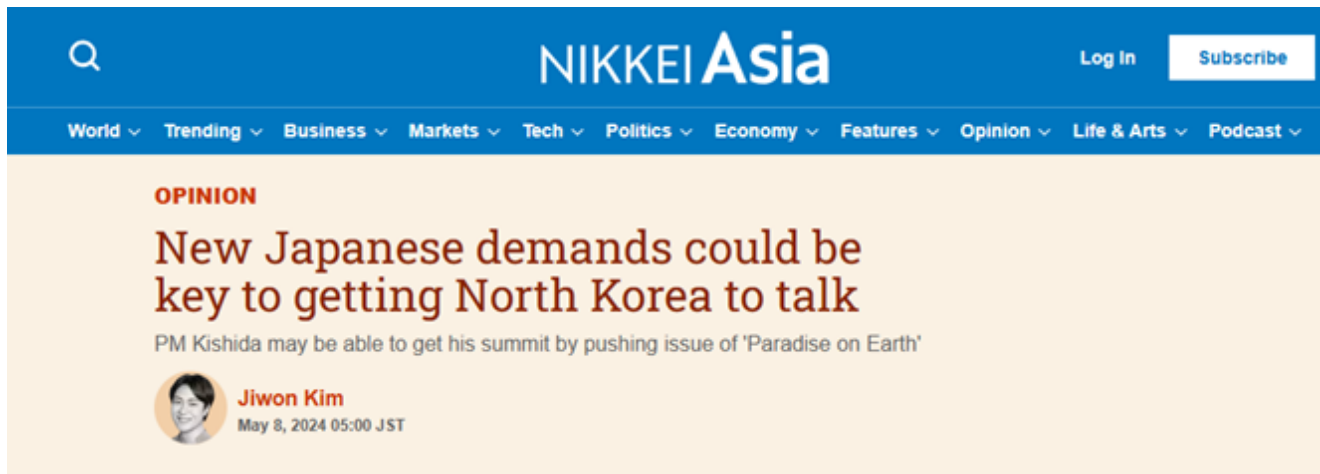 NIKKEI Asia
Log In
Subscribe
World Trending Business Markets Tech Politics Economy Features Opinion Life & Arts Podcast
OPINION
New Japanese demands could be
key to getting North Korea to talk
PM Kishida may be able to get his summit by pushing issue of 'Paradise on Earth'
Jiwon Kim
May 8, 2024 05:00 JST